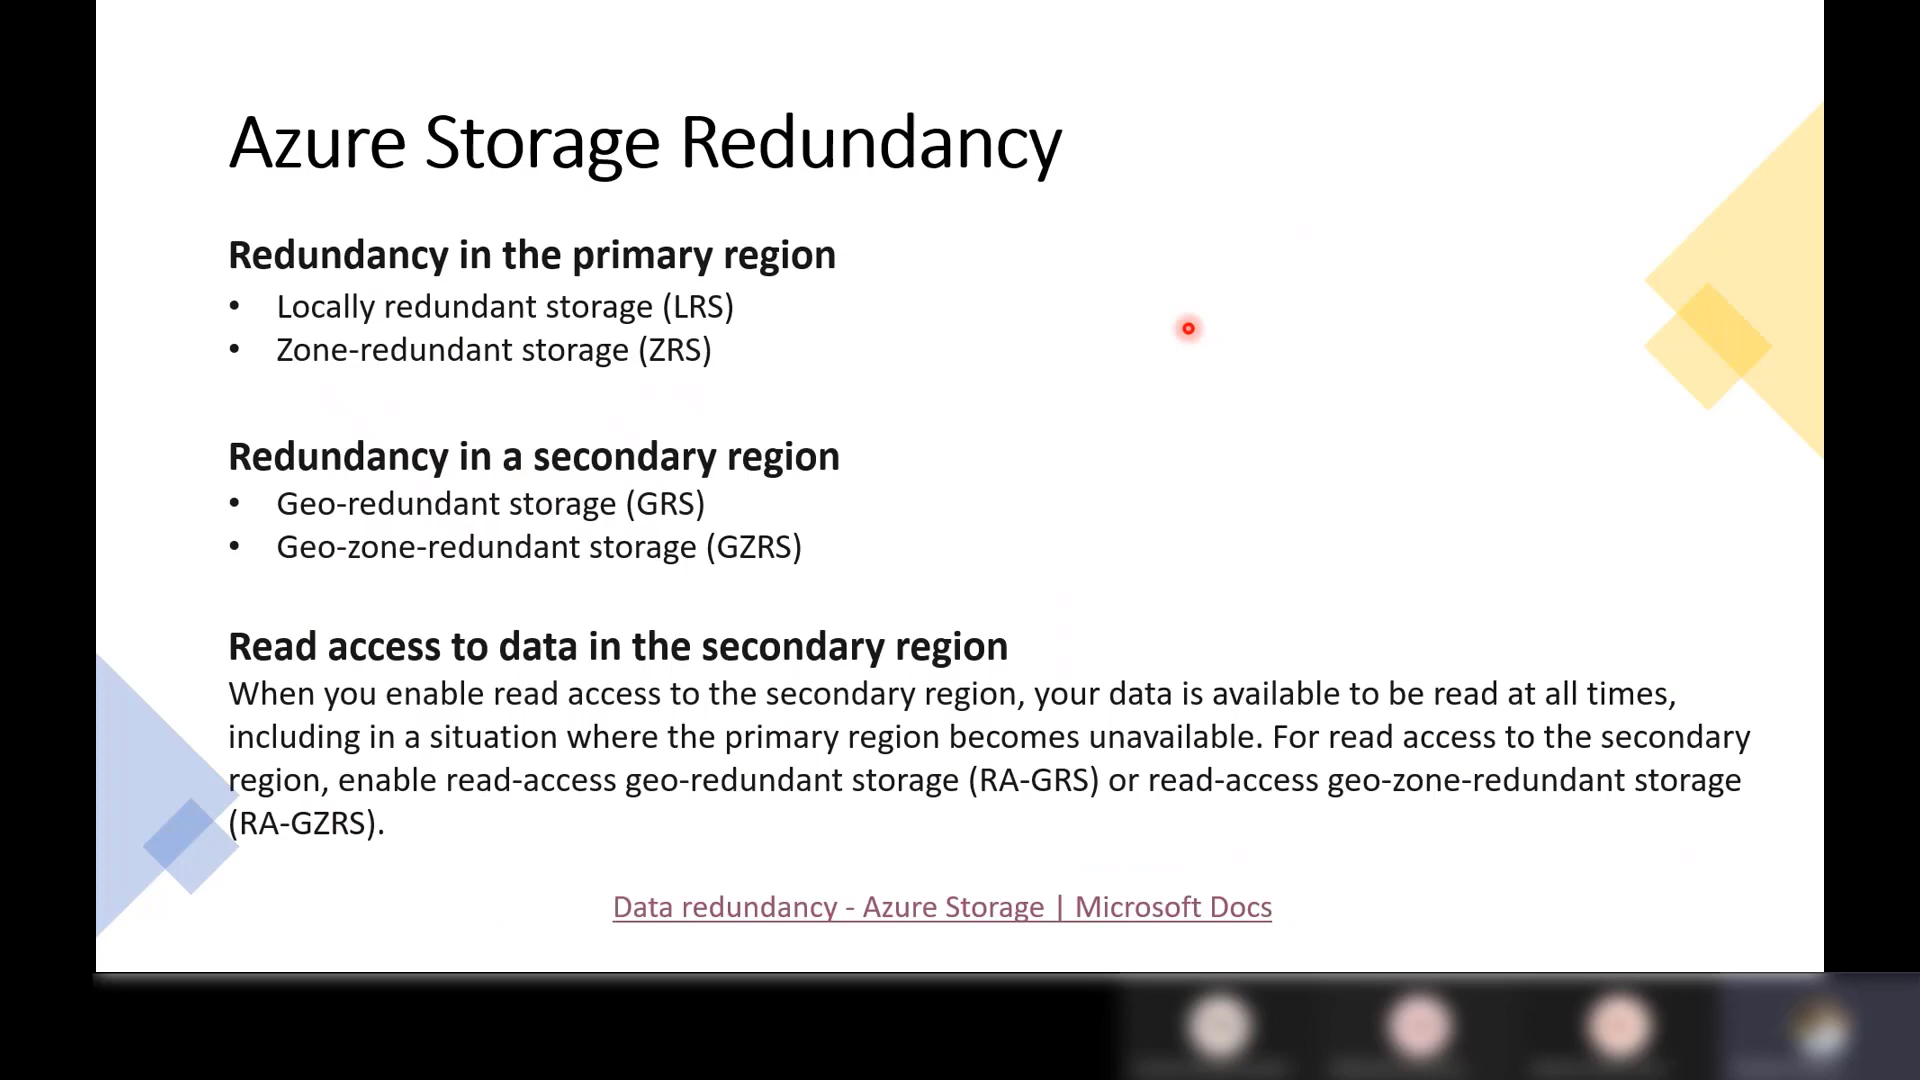 Azure Storage Redundancy
Redundancy in the primary region
• Locally redundant storage (LRS)
• Zone-redundant storage (ZRS)
Redundancy in a secondary region
• Geo-redundant storage (GRS)
• Geo-zone-redundant storage (GZRS)
Read access to data in the secondary region
When you enable read access to the secondary region, your data is available to be read at all times,
including in a situation where the primary region becomes unavailable. For read access to the secondary
region, enable read-access geo-redundant storage (RA-GRS) or read-access geo-zone-redundant storage
(RA-GZRS).
Data redundancy - Azure Storage | Microsoft Docs